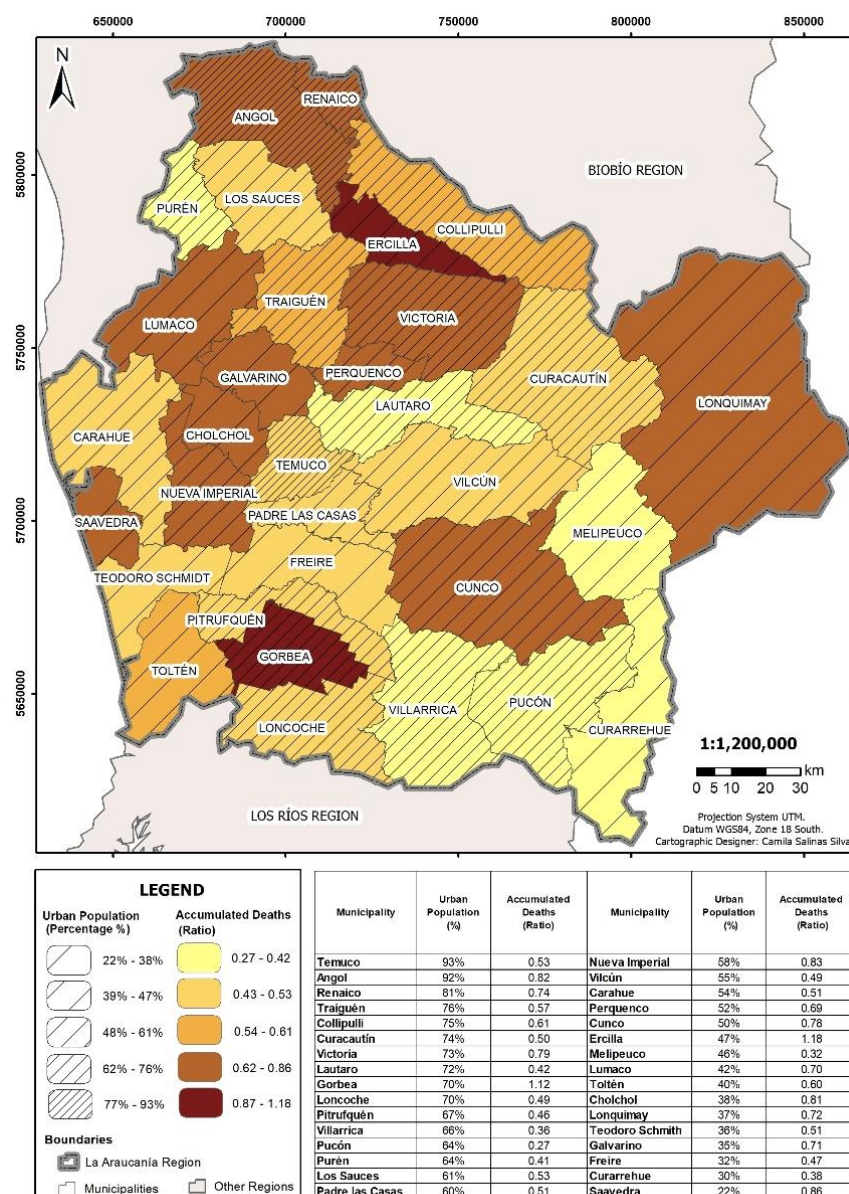 650000 700000 750000 800000 850000
N
5800000
5750000
5700000
5650000
RENAICO
ANGOL
BIOBÍO REGION
LOS SAUCES
PURÉN
COLLIPULLI
ERCILLA
TRAIGUÉN
VICTORIA
LUMACO
GALVARINO
PERQUENCO
CURACAUTÍN
LONQUIMAY
LAUTARO
CARAHUE
CHOLCHOL
TEMUCO
VILCÚN
NUEVA IMPERIAL
PADRE LAS CASAS
SAAVEDRA
MELIPEUCO
FREIRE
TEODORO SCHMIDT
CUNCO
PITRUFQUÉN
GORBEA
TOLTÉN
PUCÓN
VILLARRICA
LONCOCHE
CURARREHUE
LOS RÍOS REGION
1:1,200,000
km
0 5 10 20 30
Projection System UTM.
Datum WGS84, Zone 18 South.
Cartographic Designer: Camila Salinas Silva
LEGEND
Urban Population (Percentage %)
22% - 38%
39% - 47%
48% - 61%
62% - 76%
77% - 93%
Accumulated Deaths (Ratio)
0.27 - 0.42
0.43 - 0.53
0.54 - 0.61
0.62 - 0.86
0.87 - 1.18
Boundaries
La Araucanía Region
Municipalities Other Regions
Municipality Urban Population (%) Accumulated Deaths (Ratio) Municipality Urban Population (%) Accumulated Deaths (Ratio)
Temuco 93% 0.53 Nueva Imperial 58% 0.83
Angol 92% 0.82 Vilcún 55% 0.49
Renaico 81% 0.74 Carahue 54% 0.51
Traiguén 76% 0.57 Perquenco 52% 0.69
Collipulli 75% 0.61 Cunco 50% 0.78
Curacautín 74% 0.50 Ercilla 47% 1.18
Victoria 73% 0.79 Melipeuco 46% 0.32
Lautaro 72% 0.42 Lumaco 42% 0.70
Gorbea 70% 1.12 Toltén 40% 0.60
Loncoche 70% 0.49 Cholchol 38% 0.81
Pitrufquén 67% 0.46 Lonquimay 37% 0.72
Villarrica 66% 0.36 Teodoro Schmith 36% 0.51
Pucón 64% 0.27 Galvarino 35% 0.71
Purén 64% 0.41 Freire 32% 0.47
Los Sauces 61% 0.53 Curarrehue 30% 0.38
Padre las Casas 60% 0.51 Saavedra 22% 0.86